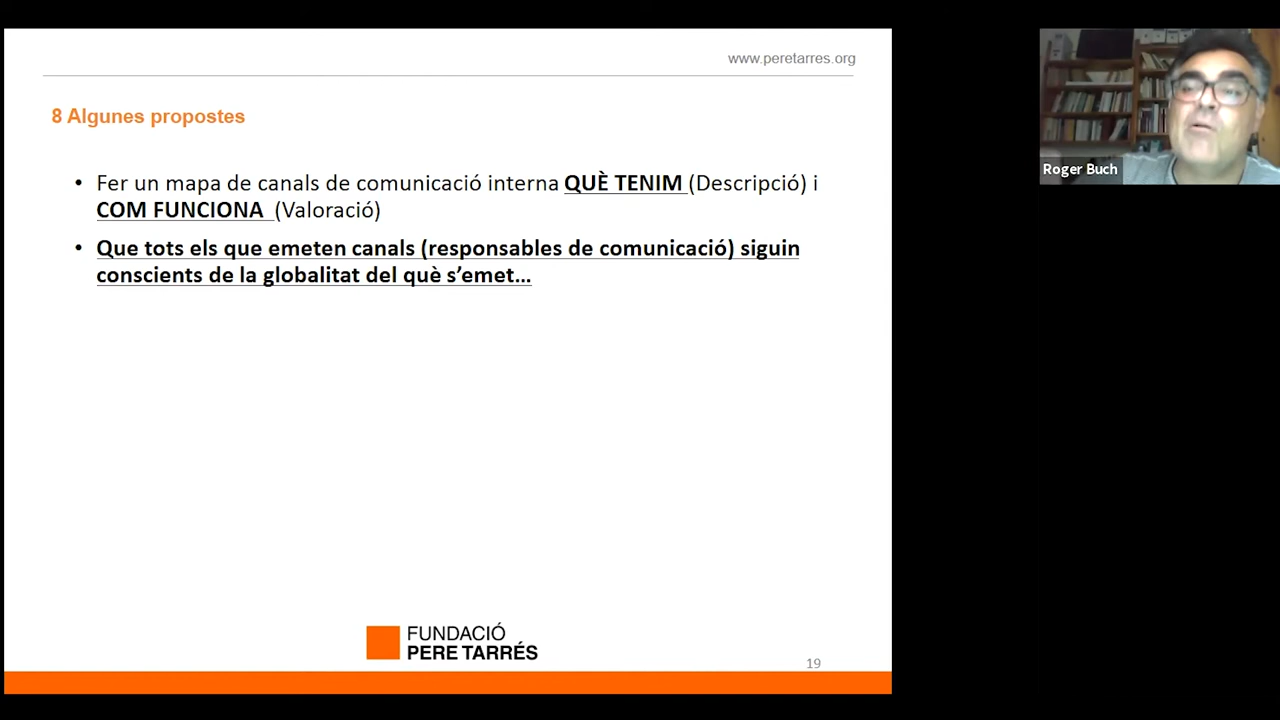 www.peretarres.org
8 Algunes propostes
• Fer un mapa de canals de comunicació interna QUÈ TENIM (Descripció) i
COM FUNCIONA (Valoració)
• Que tots els que emeten canals (responsables de comunicació) siguin
conscients de la globalitat del què s’emet…
FUNDACIÓ
PERE TARRÉS
19
Roger Buch